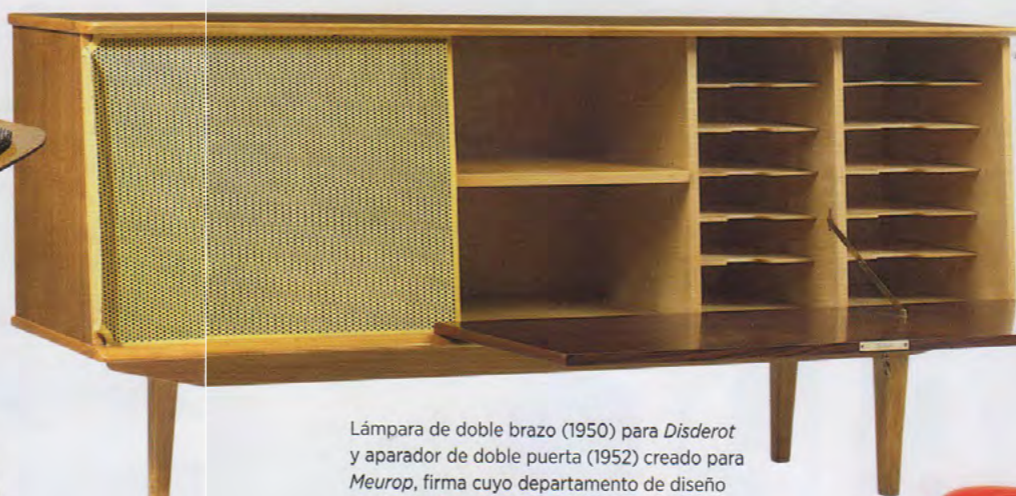 Lámpara de doble brazo (1950) para Disderot
y aparador de doble puerta (1952) creado para
Meurop, firma cuyo departamento de diseño